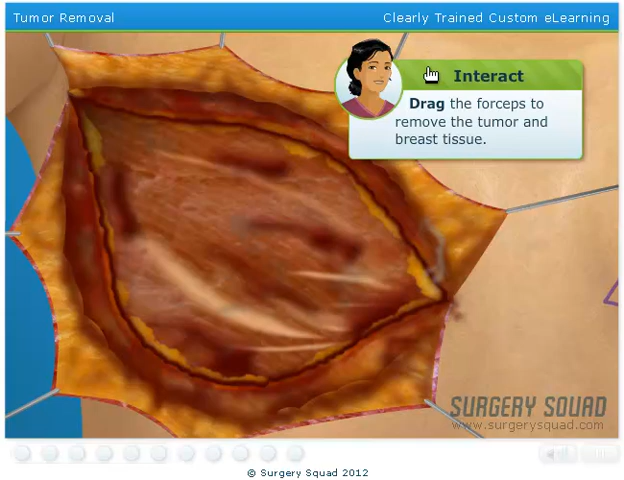 Tumor Removal
Clearly Trained Custom eLearning
Interact
Drag the forceps to
remove the tumor and
breast tissue.
SURGERY SQUAD
www.surgerysquad.com
© Surgery Squad 2012